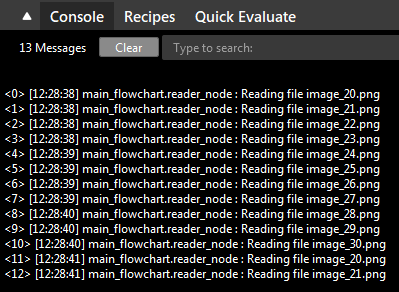 ▲ Console Recipes Quick Evaluate
13 Messages Clear Type to search:
<0> [12:28:38] main_flowchart.reader_node : Reading file image_20.png
<1> [12:28:38] main_flowchart.reader_node : Reading file image_21.png
<2> [12:28:38] main_flowchart.reader_node : Reading file image_22.png
<3> [12:28:38] main_flowchart.reader_node : Reading file image_23.png
<4> [12:28:39] main_flowchart.reader_node : Reading file image_24.png
<5> [12:28:39] main_flowchart.reader_node : Reading file image_25.png
<6> [12:28:39] main_flowchart.reader_node : Reading file image_26.png
<7> [12:28:39] main_flowchart.reader_node : Reading file image_27.png
<8> [12:28:40] main_flowchart.reader_node : Reading file image_28.png
<9> [12:28:40] main_flowchart.reader_node : Reading file image_29.png
<10> [12:28:40] main_flowchart.reader_node : Reading file image_30.png
<11> [12:28:41] main_flowchart.reader_node : Reading file image_20.png
<12> [12:28:41] main_flowchart.reader_node : Reading file image_21.png